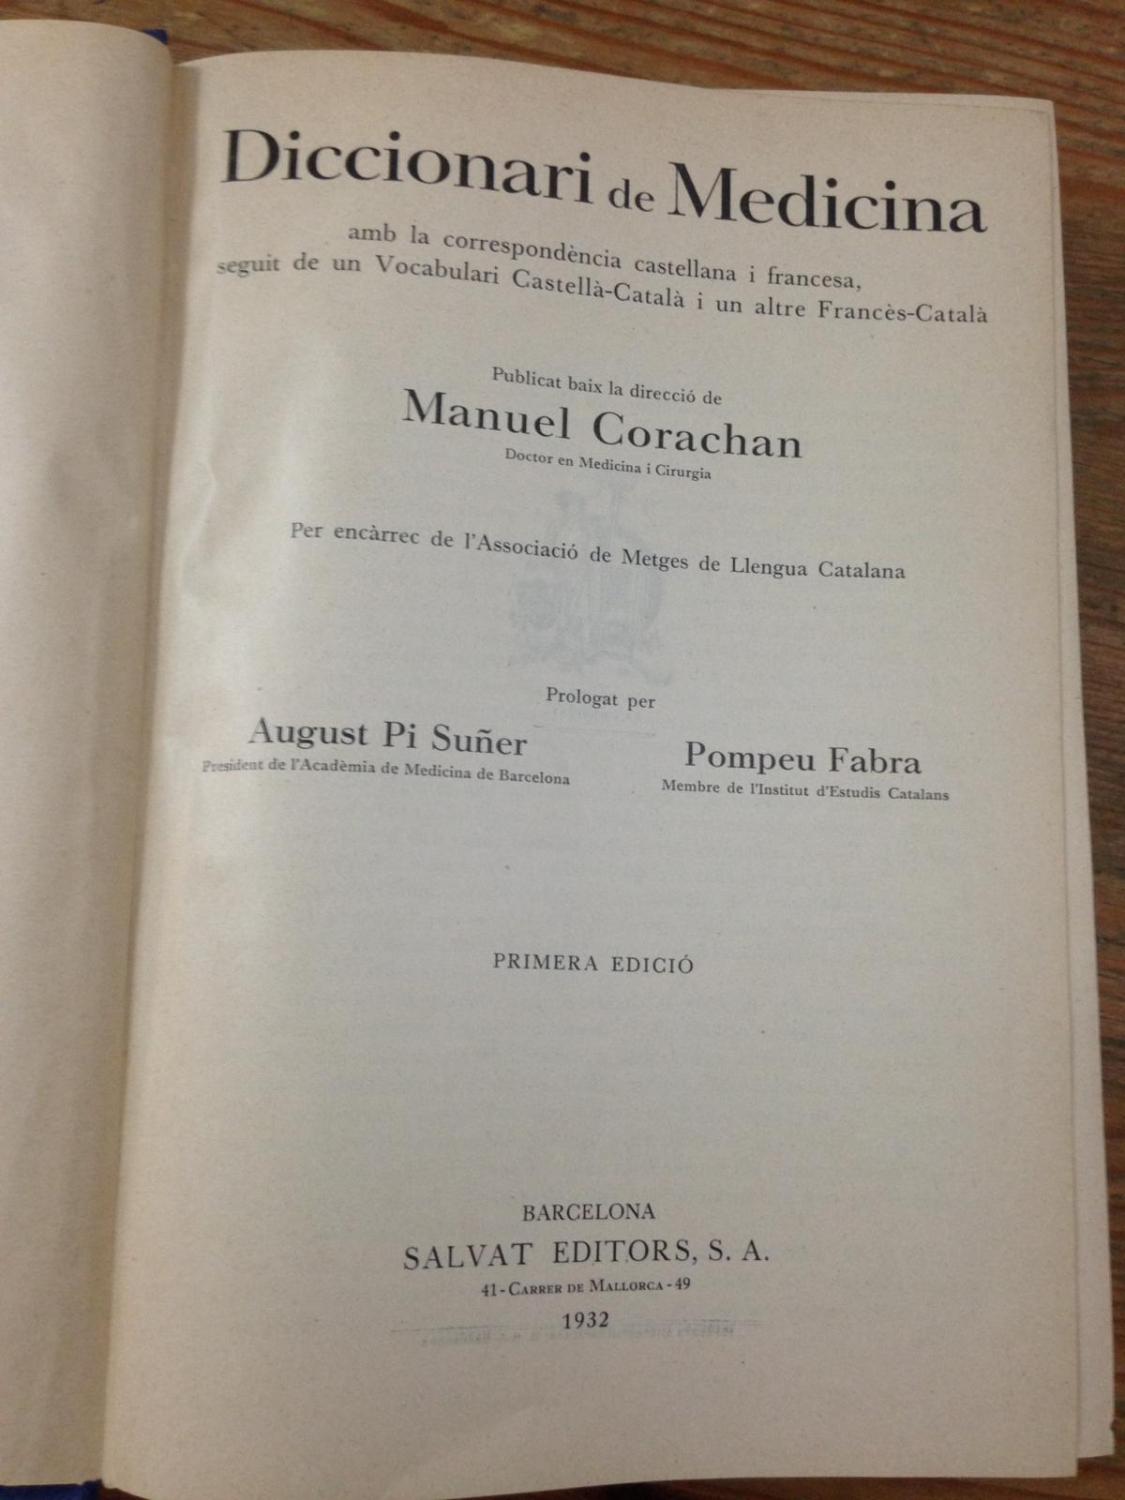 Diccionari de Medicina
amb la correspondència castellana i francesa,
seguit de un Vocabulari Castellà-Català i un altre Francès-Català
Publicat baix la direcció de
Manuel Corachan
Doctor en Medicina i Cirurgia
Per encàrrec de l'Associació de Metges de Llengua Catalana
Prologat per
August Pi Suñer
President de l'Acadèmia de Medicina de Barcelona
Pompeu Fabra
Membre de l'Institut d'Estudis Catalans
PRIMERA EDICIÓ
BARCELONA
SALVAT EDITORS, S. A.
41-CARRER DE MALLORCA-49
1932